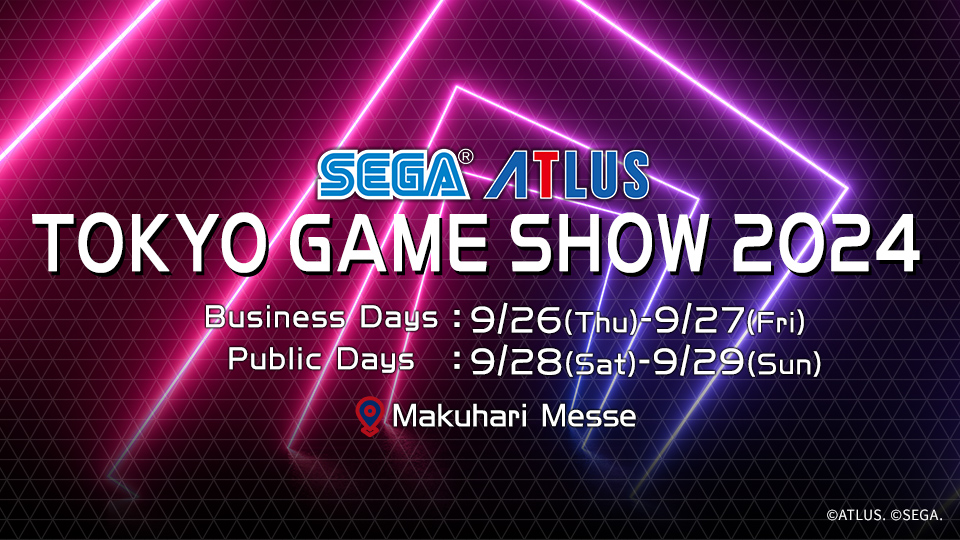 SEGA® ATLUS
TOKYO GAME SHOW 2024
Business Days : 9/26(Thu)-9/27(Fri)
Public Days : 9/28(Sat)-9/29(Sun)
Makuhari Messe
©ATLUS. ©SEGA.